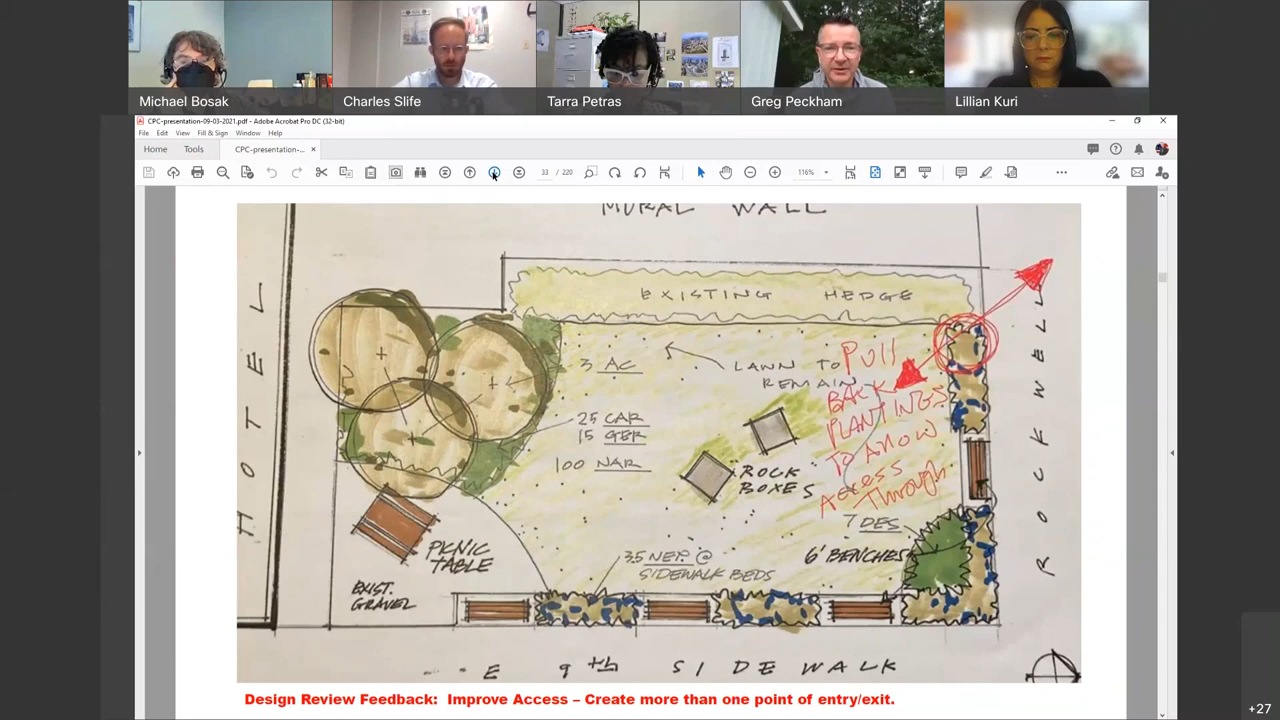 Michael Bosak
Charles Slife
Tarra Petras
Greg Peckham
Lillian Kuri
CPC-presentation-09-03-2021.pdf - Adobe Acrobat Pro DC (32-bit)
File Edit View Fill & Sign Window Help
Home Tools CPC-presentation-...
33 / 220
116%
MURAL WALL
EXISTING HEDGE
HOTEL
ROCKWELL
3 AC
LAWN TO
REMAIN
PULL
BACK
PLANTINGS
TO ALLOW
ACCESS
THROUGH
25 CAR
15 GER
100 NAR
ROCK
BOXES
7 DES
6' BENCHES
PICNIC
TABLE
35 NEP. @
SIDEWALK BEDS
EXIST.
GRAVEL
E 9th SIDEWALK
Design Review Feedback: Improve Access – Create more than one point of entry/exit.
+27